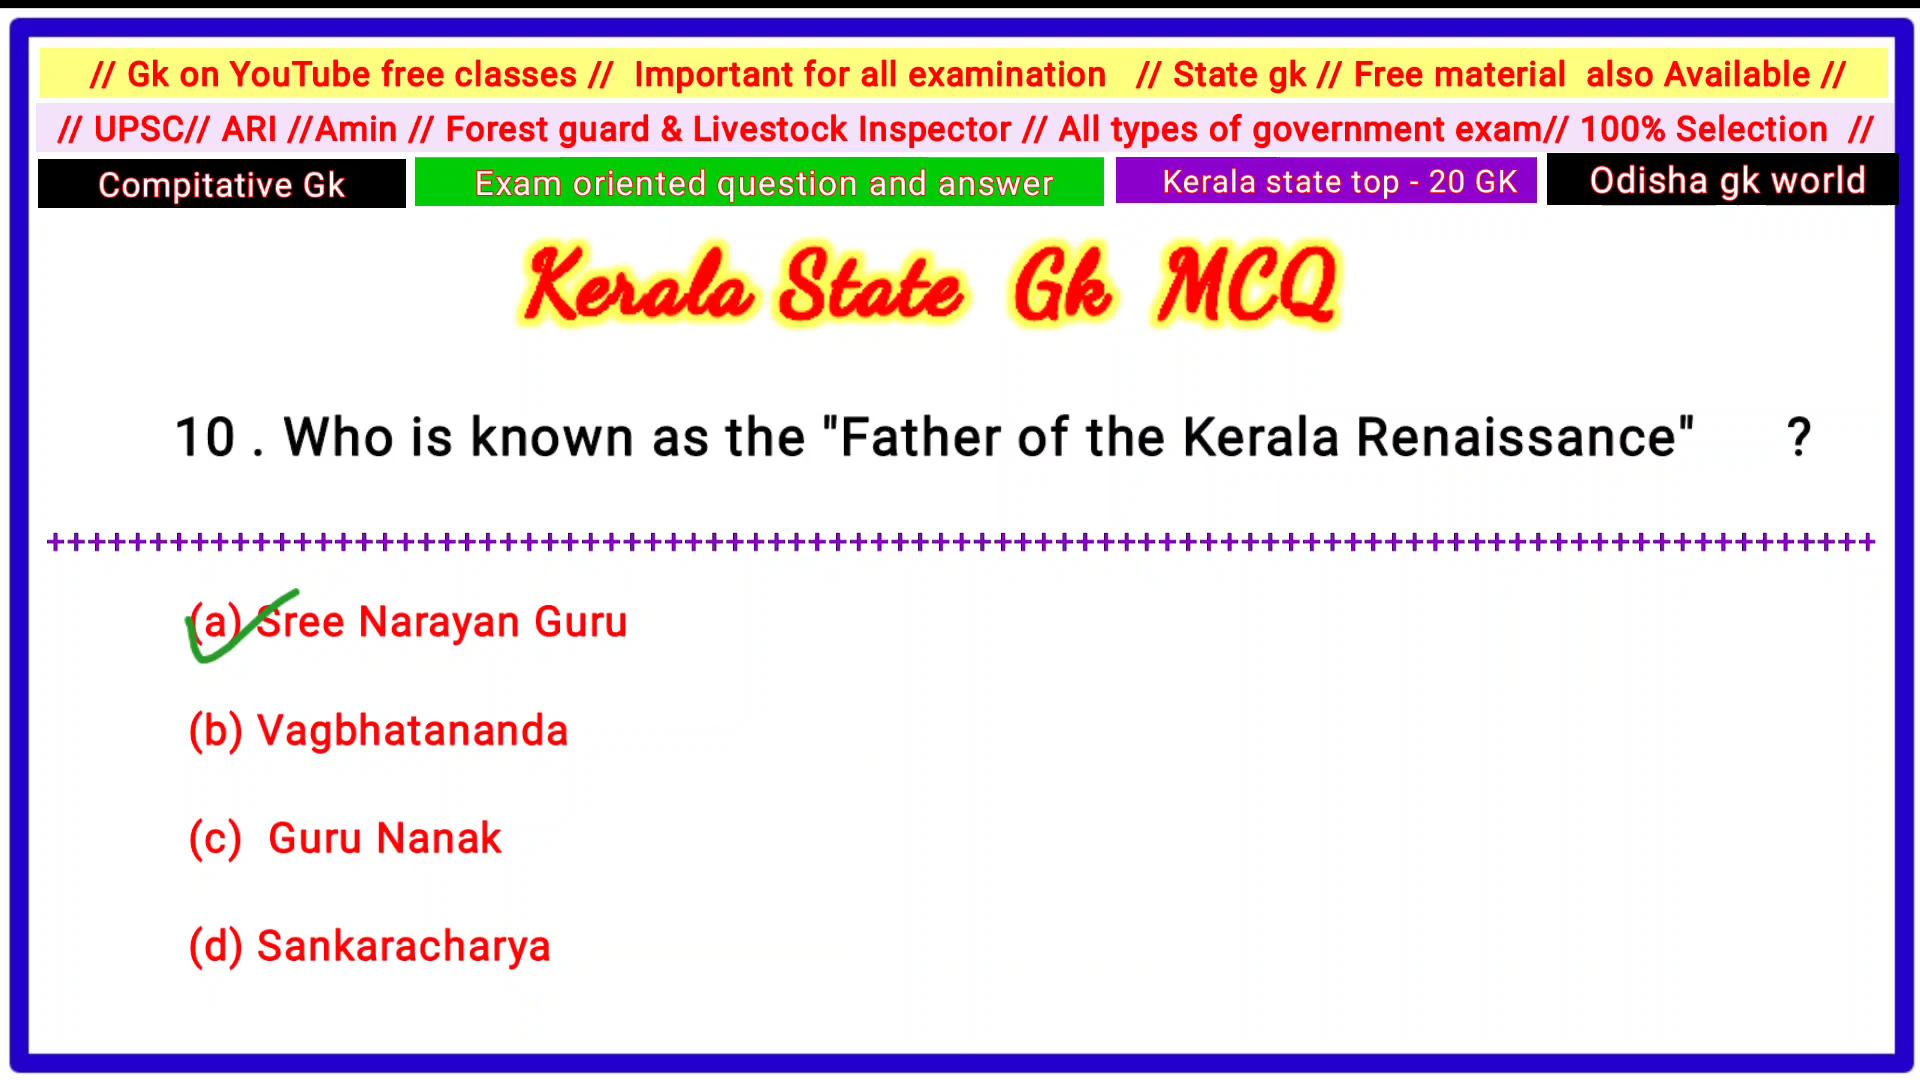 // Gk on YouTube free classes // Important for all examination // State gk // Free material also Available //
// UPSC// ARI //Amin // Forest guard & Livestock Inspector // All types of government exam// 100% Selection //
Compitative Gk Exam oriented question and answer Kerala state top - 20 GK Odisha gk world
Kerala State Gk MCQ
10 . Who is known as the "Father of the Kerala Renaissance" ?
+++++++++++++++++++++++++++++++++++++++++++++++++++++++++++++++++++++++++++++++++++++++++
(a) Sree Narayan Guru
(b) Vagbhatananda
(c) Guru Nanak
(d) Sankaracharya